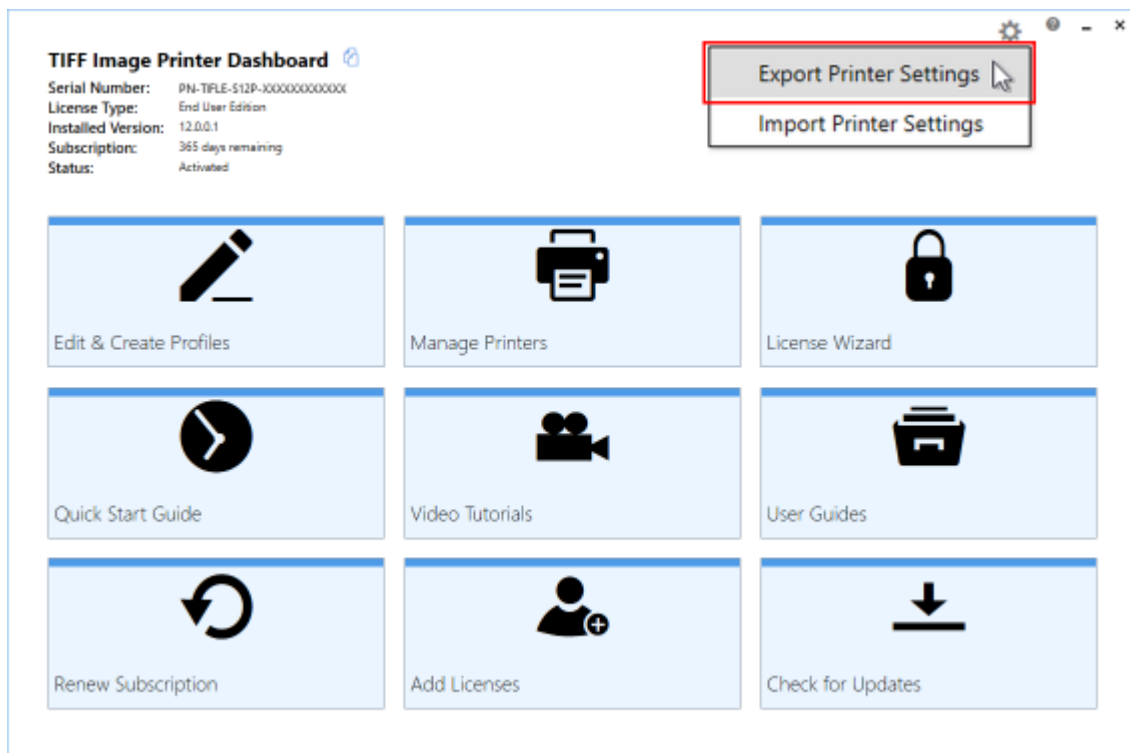 TIFF Image Printer Dashboard
Serial Number: PN-TIFLE-S12P-XXXXXXXXXXXX
License Type: End User Edition
Installed Version: 12.0.0.1
Subscription: 365 days remaining
Status: Activated
Export Printer Settings
Import Printer Settings
Edit & Create Profiles
Manage Printers
License Wizard
Quick Start Guide
Video Tutorials
User Guides
Renew Subscription
Add Licenses
Check for Updates